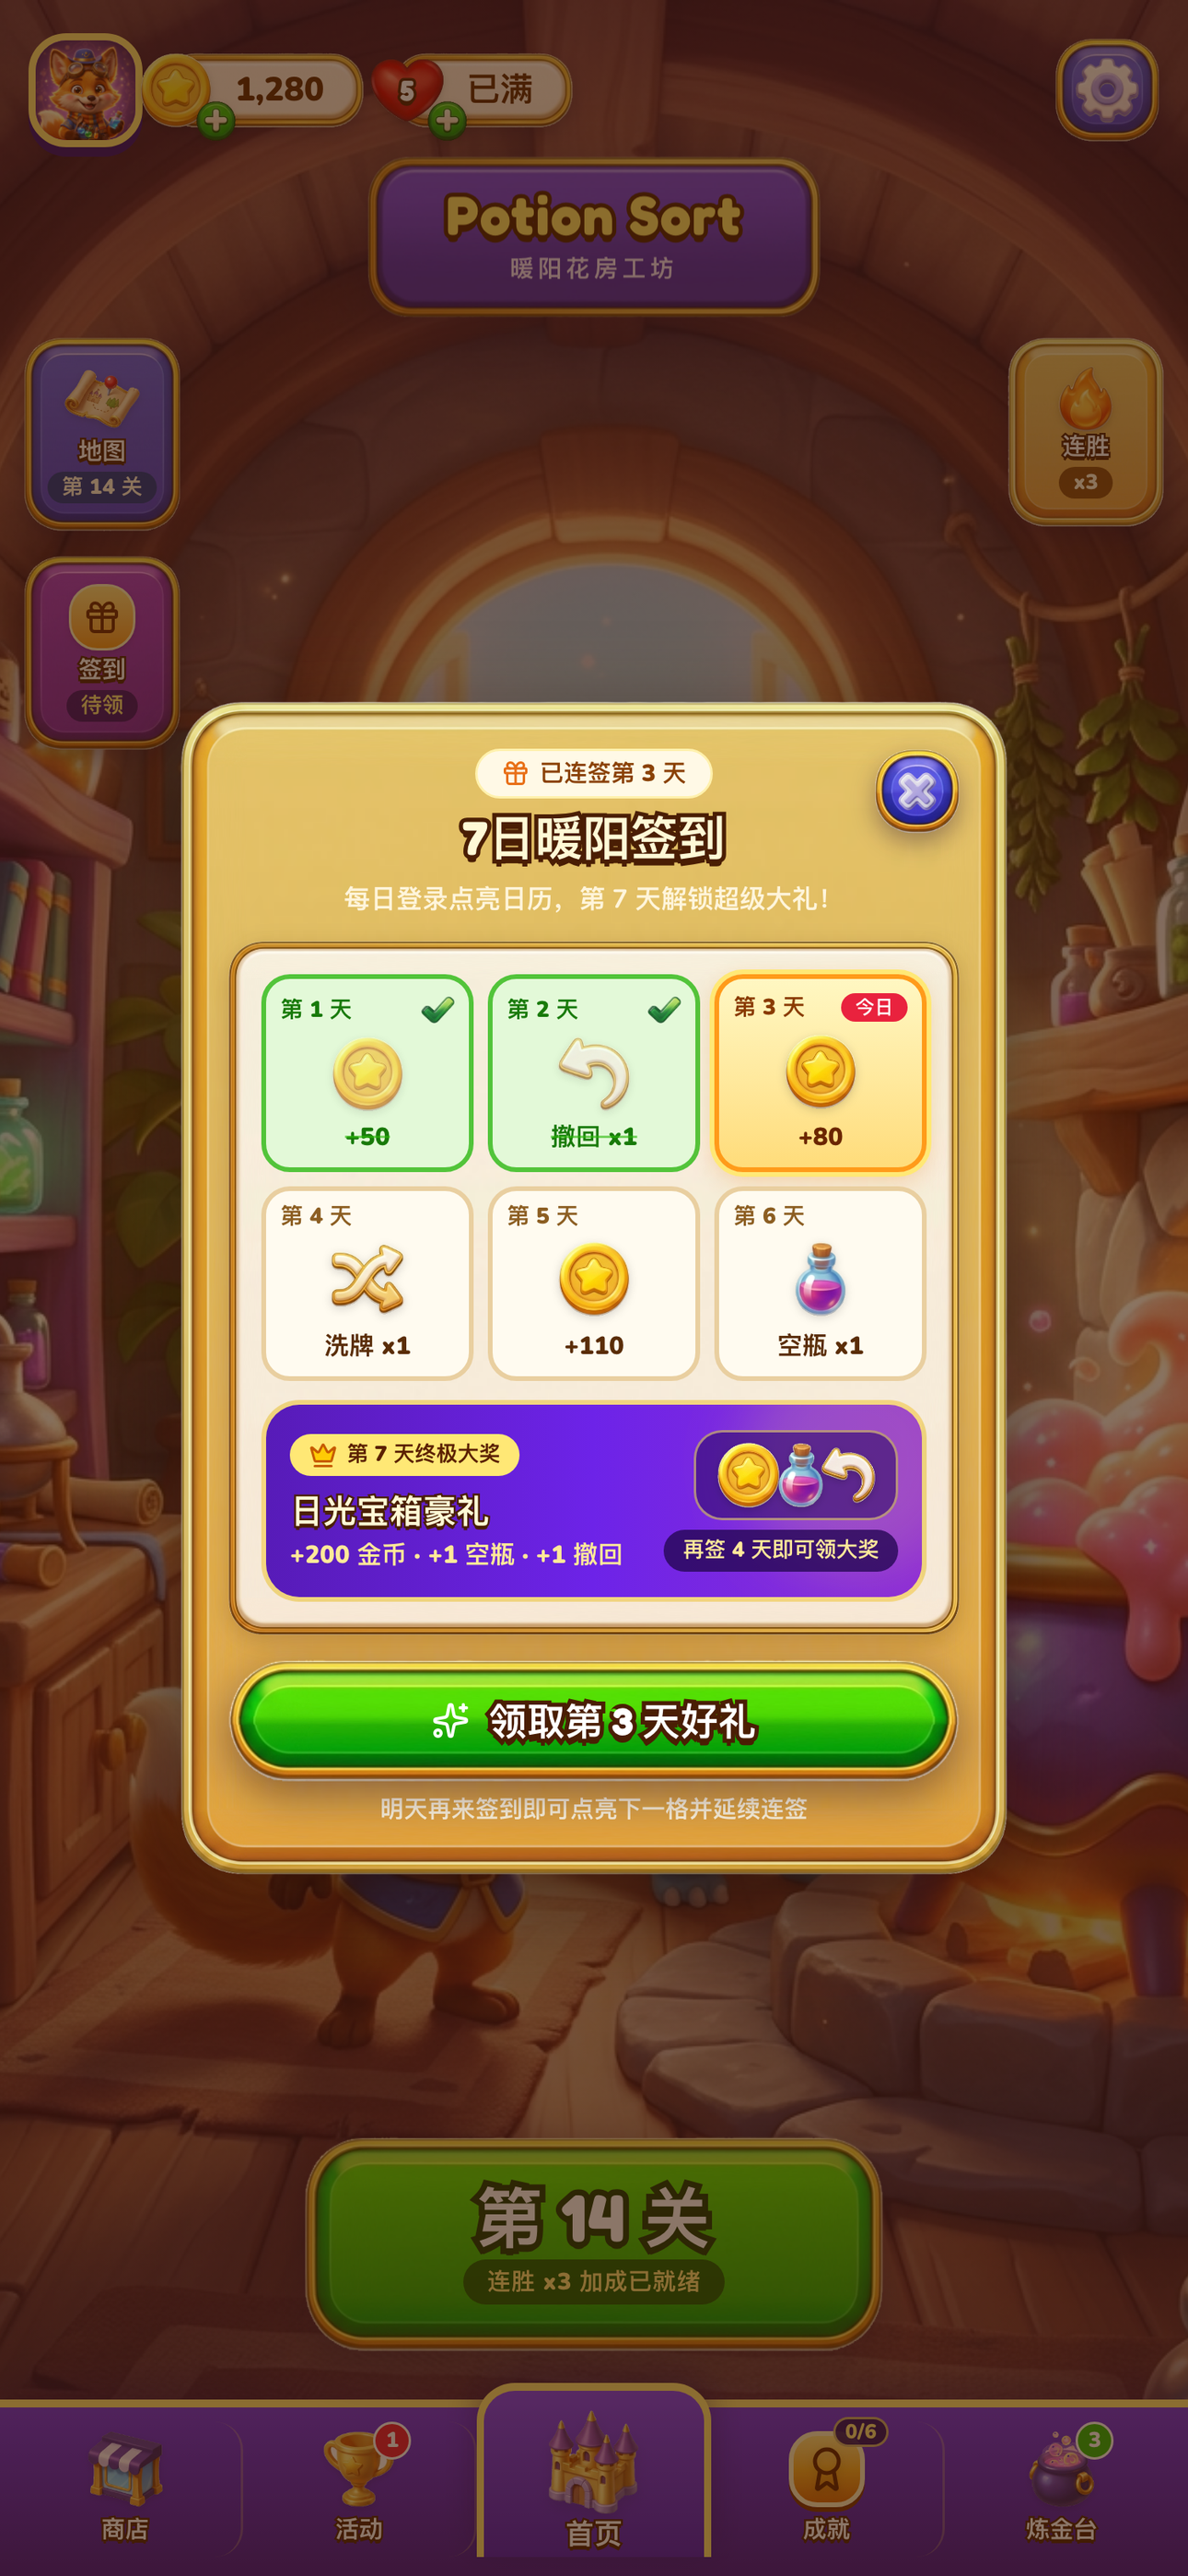 1,280
5
已满
Potion Sort
暖阳花房工坊
地图
第 14 关
连胜
x3
签到
待领
已连签第 3 天
7日暖阳签到
每日登录点亮日历，第 7 天解锁超级大礼！
第 1 天
+50
第 2 天
撤回 x1
第 3 天
今日
+80
第 4 天
洗牌 x1
第 5 天
+110
第 6 天
空瓶 x1
第 7 天终极大奖
日光宝箱豪礼
+200 金币 · +1 空瓶 · +1 撤回
再签 4 天即可领大奖
领取第 3 天好礼
明天再来签到即可点亮下一格并延续连签
第 14 关
连胜 x3 加成已就绪
商店
1
活动
首页
0/6
成就
3
炼金台